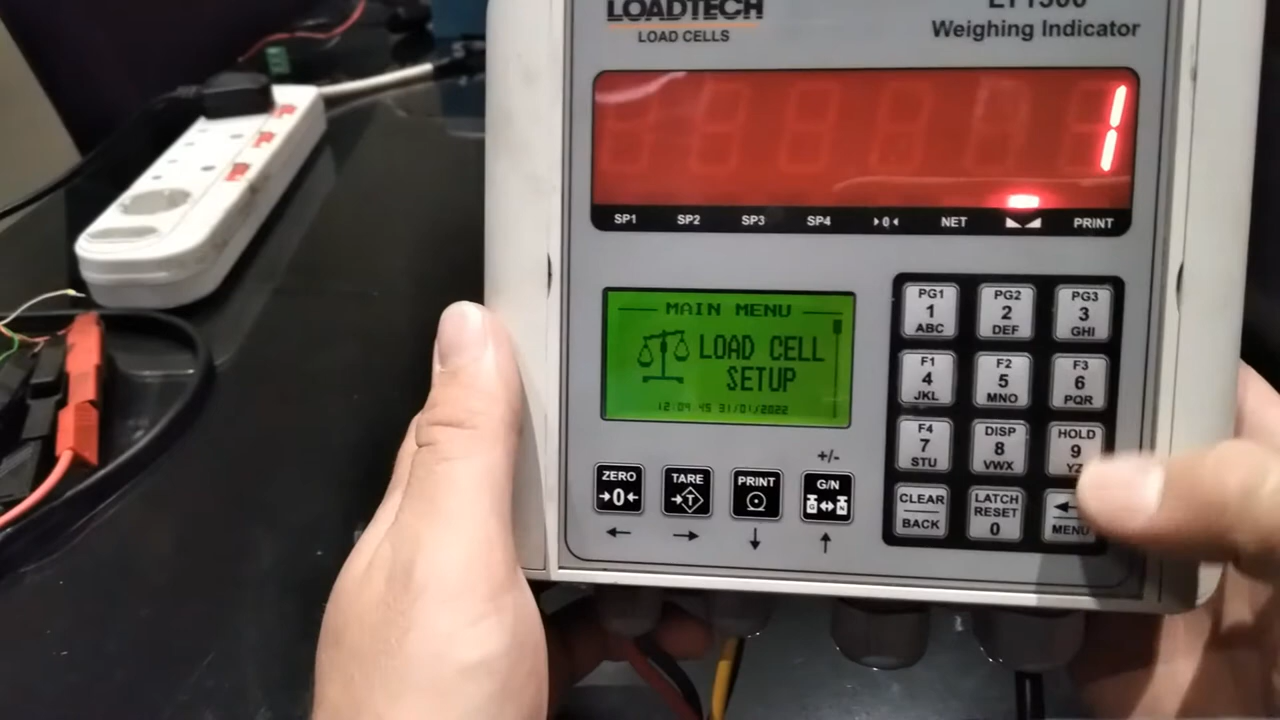 LOADTECH
LOAD CELLS
LT1300
Weighing Indicator
1
SP1 SP2 SP3 SP4 ▸0◂ NET PRINT
MAIN MENU
LOAD CELL
SETUP
12:09:45 31/01/2022
PG1 PG2 PG3
1 2 3
ABC DEF GHI
F1 F2 F3
4 5 6
JKL MNO PQR
F4 DISP HOLD
7 8 9
STU VWX YZ
CLEAR LATCH
BACK RESET
0 MENU
+/-
ZERO TARE PRINT G/N
→0← →T G↔N
← → ↓ ↑